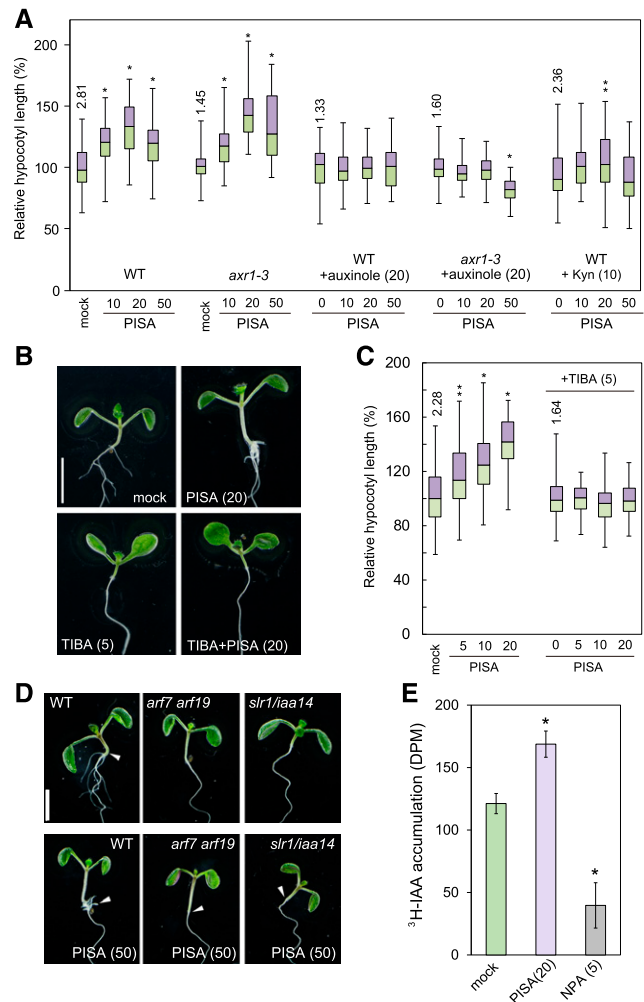 A
Relative hypocotyl length (%)
200
150
100
50
0
2.81
*
*
*
1.45
*
*
*
1.33
1.60
*
2.36
**
WT
axr1-3
WT
+auxinole (20)
axr1-3
+auxinole (20)
WT
+ Kyn (10)
mock 10 20 50
PISA
mock 10 20 50
PISA
0 10 20 50
PISA
0 10 20 50
PISA
0 10 20 50
PISA
B
mock
PISA (20)
TIBA (5)
TIBA+PISA (20)
C
Relative hypocotyl length (%)
200
160
120
80
40
0
2.28
**
*
*
+TIBA (5)
1.64
mock 5 10 20
PISA
0 5 10 20
PISA
D
WT
arf7 arf19
slr1/iaa14
WT
PISA (50)
arf7 arf19
PISA (50)
slr1/iaa14
PISA (50)
E
³H-IAA accumulation (DPM)
200
150
100
50
0
*
*
mock
PISA(20)
NPA (5)